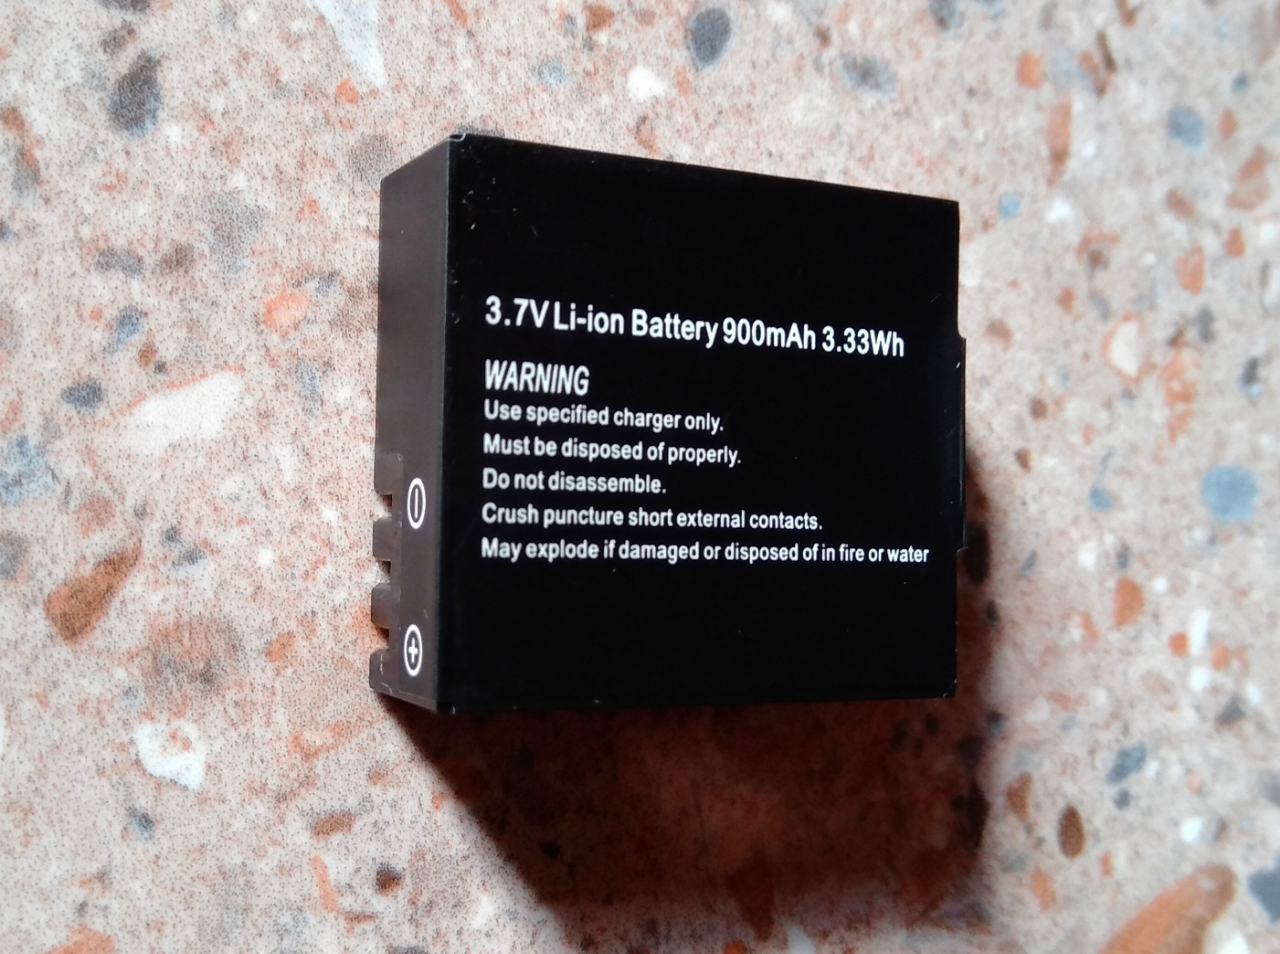 3.7V Li-ion Battery 900mAh 3.33Wh
WARNING
Use specified charger only.
Must be disposed of properly.
Do not disassemble.
Crush puncture short external contacts.
May explode if damaged or disposed of in fire or water
-
+